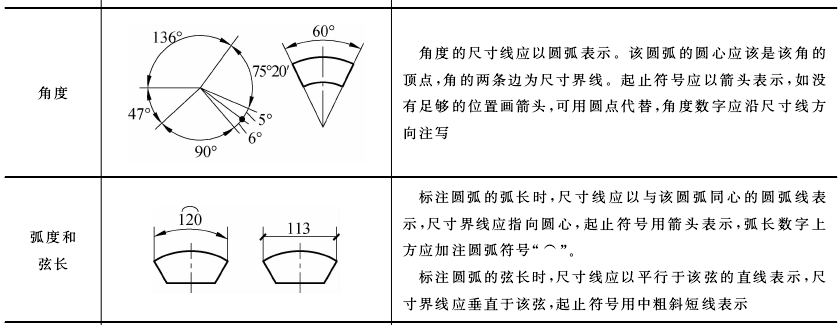 角度
136°
75°20′
47°
5°
6°
90°
60°
角度的尺寸线应以圆弧表示。该圆弧的圆心应该是该角的
顶点,角的两条边为尺寸界线。起止符号应以箭头表示,如没
有足够的位置画箭头,可用圆点代替,角度数字应沿尺寸线方
向注写
弧度和
弦长
120
113
标注圆弧的弧长时,尺寸线应以与该圆弧同心的圆弧线表
示,尺寸界线应指向圆心,起止符号用箭头表示,弧长数字上
方应加注圆弧符号“⌒”。
标注圆弧的弦长时,尺寸线应以平行于该弦的直线表示,尺
寸界线应垂直于该弦,起止符号用中粗斜短线表示